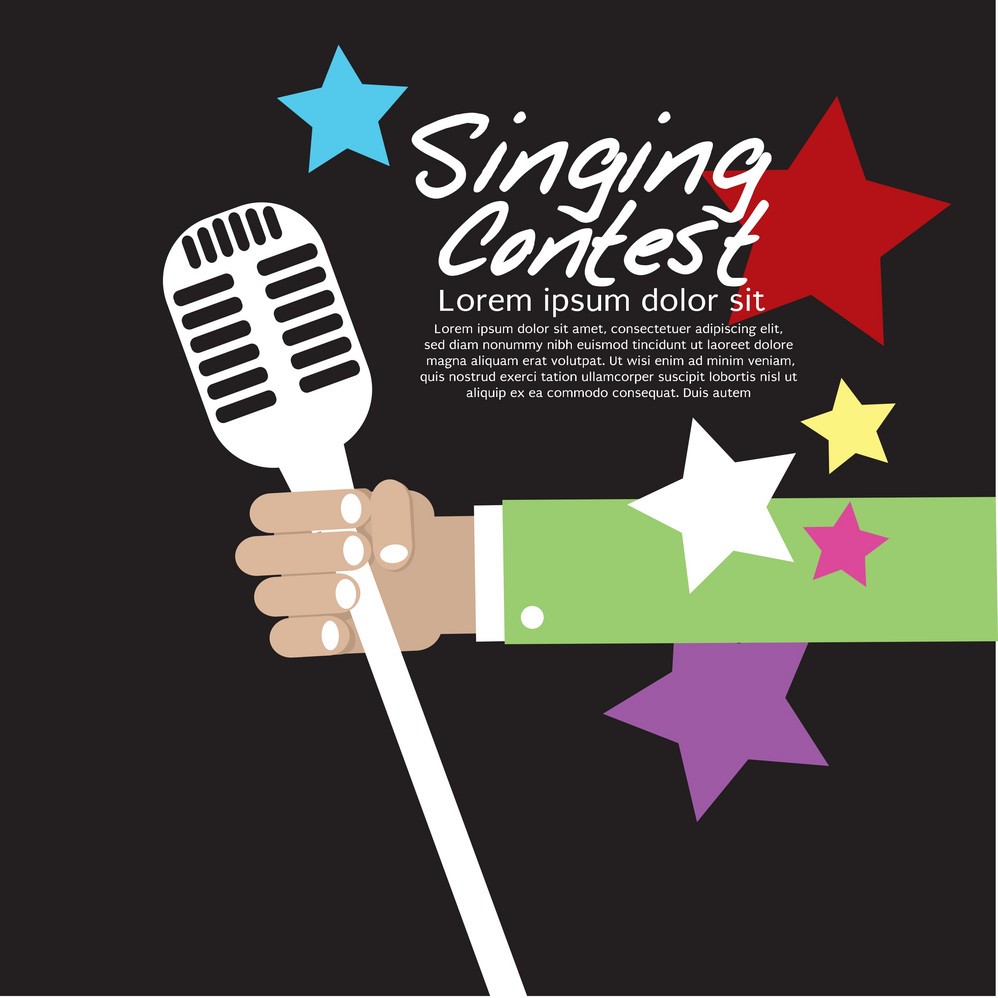 Singing
Contest
Lorem ipsum dolor sit
Lorem ipsum dolor sit amet, consectetuer adipiscing elit,
sed diam nonummy nibh euismod tincidunt ut laoreet dolore
magna aliquam erat volutpat. Ut wisi enim ad minim veniam,
quis nostrud exerci tation ullamcorper suscipit lobortis nisl ut
aliquip ex ea commodo consequat. Duis autem